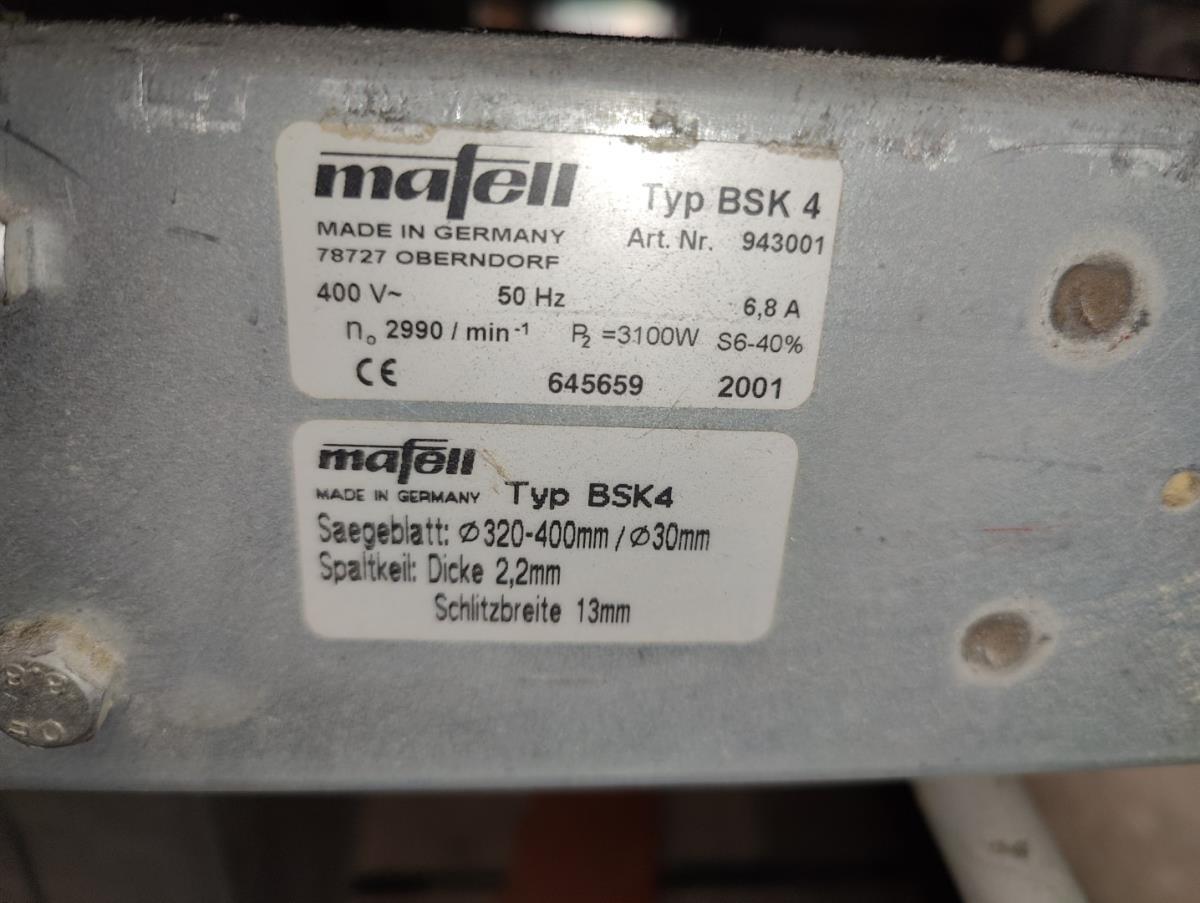 mafell Typ BSK 4
MADE IN GERMANY Art. Nr. 943001
78727 OBERNDORF
400 V~ 50 Hz 6,8 A
n₀ 2990 / min⁻¹ P₂ =3100W S6-40%
CE 645659 2001
mafell
MADE IN GERMANY Typ BSK4
Saegeblatt: ⌀320-400mm / ⌀30mm
Spaltkeil: Dicke 2,2mm
Schlitzbreite 13mm